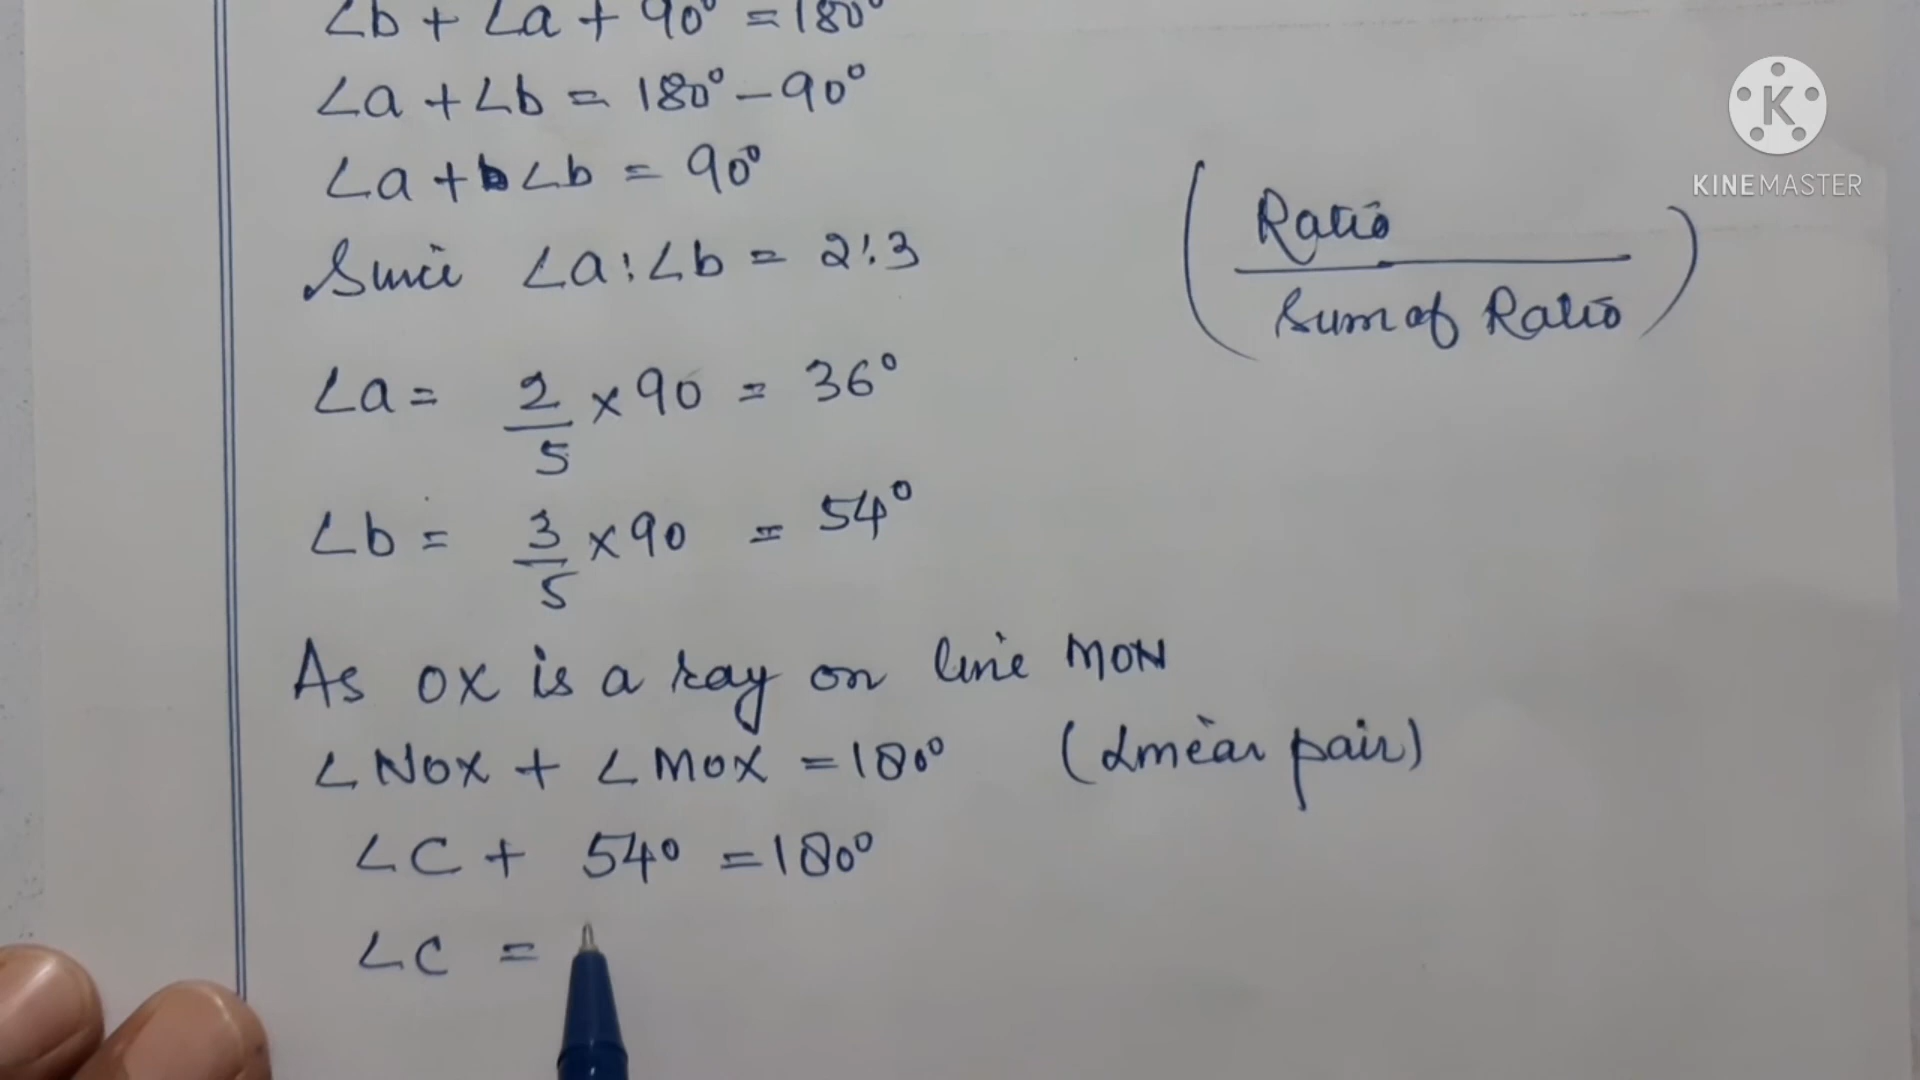 ∠b + ∠a + 90° = 180°
∠a + ∠b = 180° - 90°
∠a + b ∠b = 90°
Since ∠a : ∠b = 2:3
(Ratio / Sum of Ratio)
∠a = 2/5 × 90 = 36°
∠b = 3/5 × 90 = 54°
As OX is a ray on line MON
∠NOX + ∠MOX = 180° (Linear pair)
∠C + 54° = 180°
∠C =
K
KINEMASTER